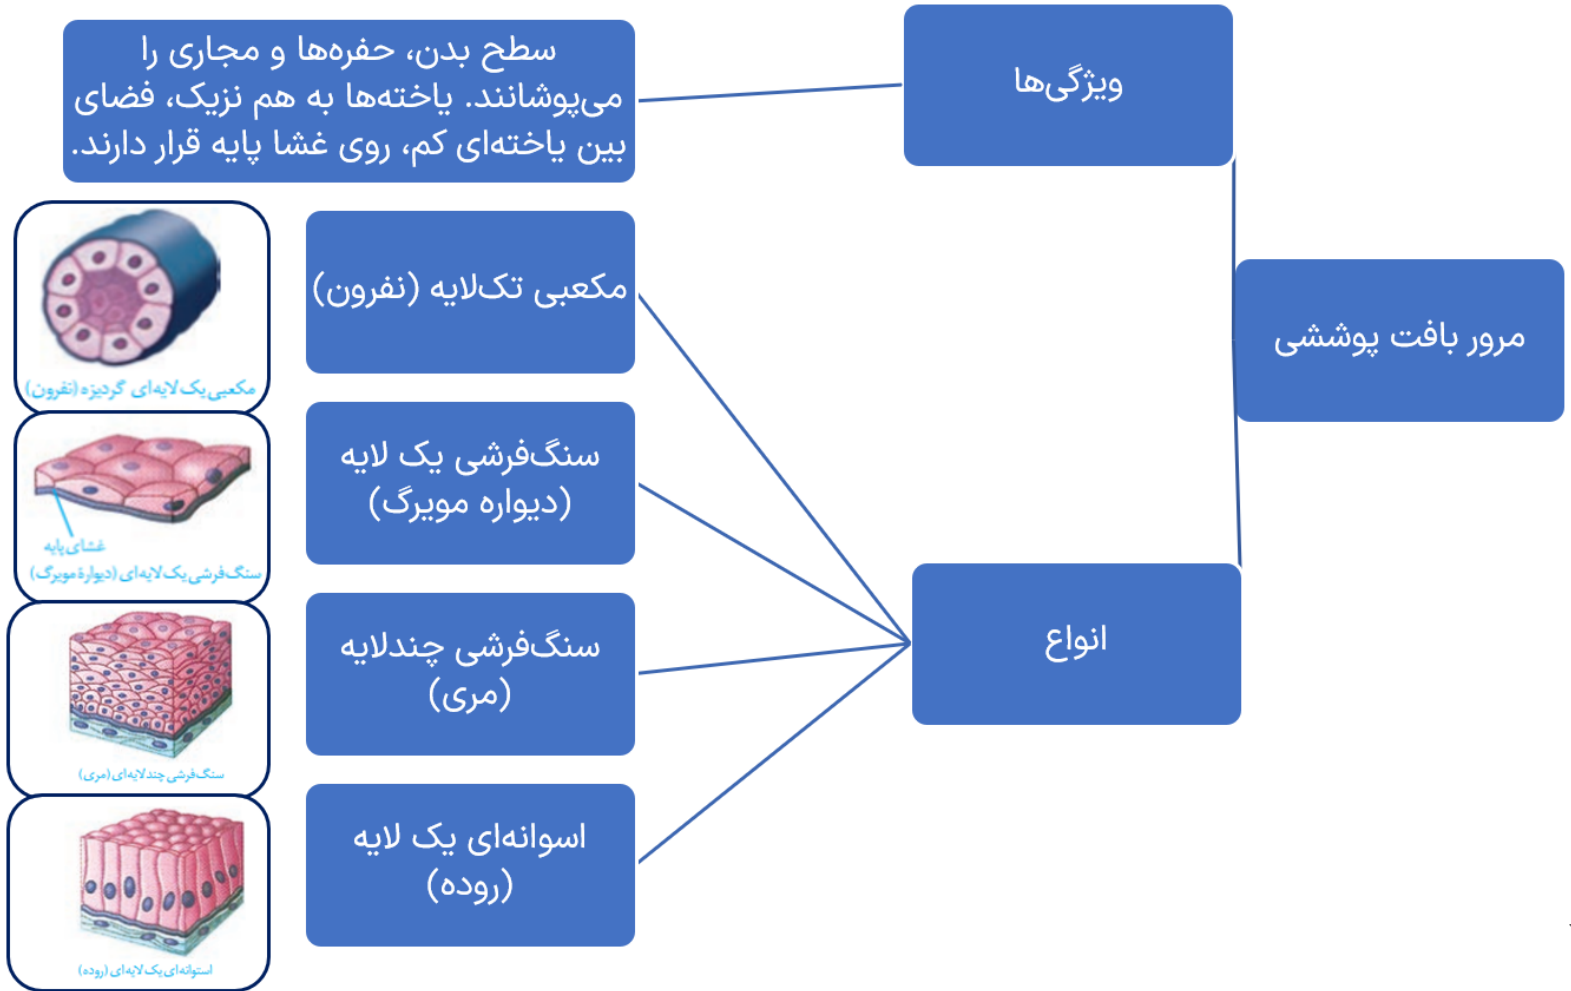 مرور بافت پوششی
ویژگی‌ها
سطح بدن، حفره‌ها و مجاری را
می‌پوشانند. یاخته‌ها به هم نزیک، فضای
بین یاخته‌ای کم، روی غشا پایه قرار دارند.
انواع
مکعبی تک‌لایه (نفرون)
مکعبی یک لایه‌ای گردیزه (نفرون)
سنگ‌فرشی یک لایه
(دیواره مویرگ)
غشای پایه
سنگ‌فرشی یک لایه‌ای (دیوارهٔ مویرگ)
سنگ‌فرشی چندلایه
(مری)
سنگ‌فرشی چندلایه‌ای (مری)
اسوانه‌ای یک لایه
(روده)
استوانه‌ای یک لایه‌ای (روده)